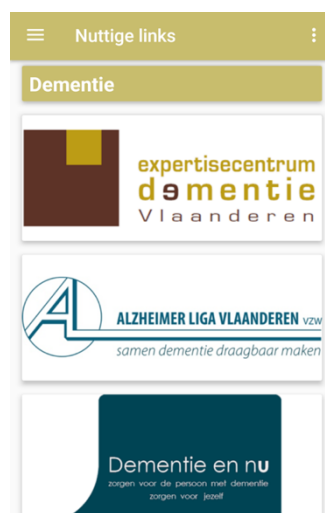 Nuttige links
Dementie
expertisecentrum
dementie
Vlaanderen
ALZHEIMER LIGA VLAANDEREN vzw
samen dementie draagbaar maken
Dementie en nu
zorgen voor de persoon met dementie
zorgen voor jezelf